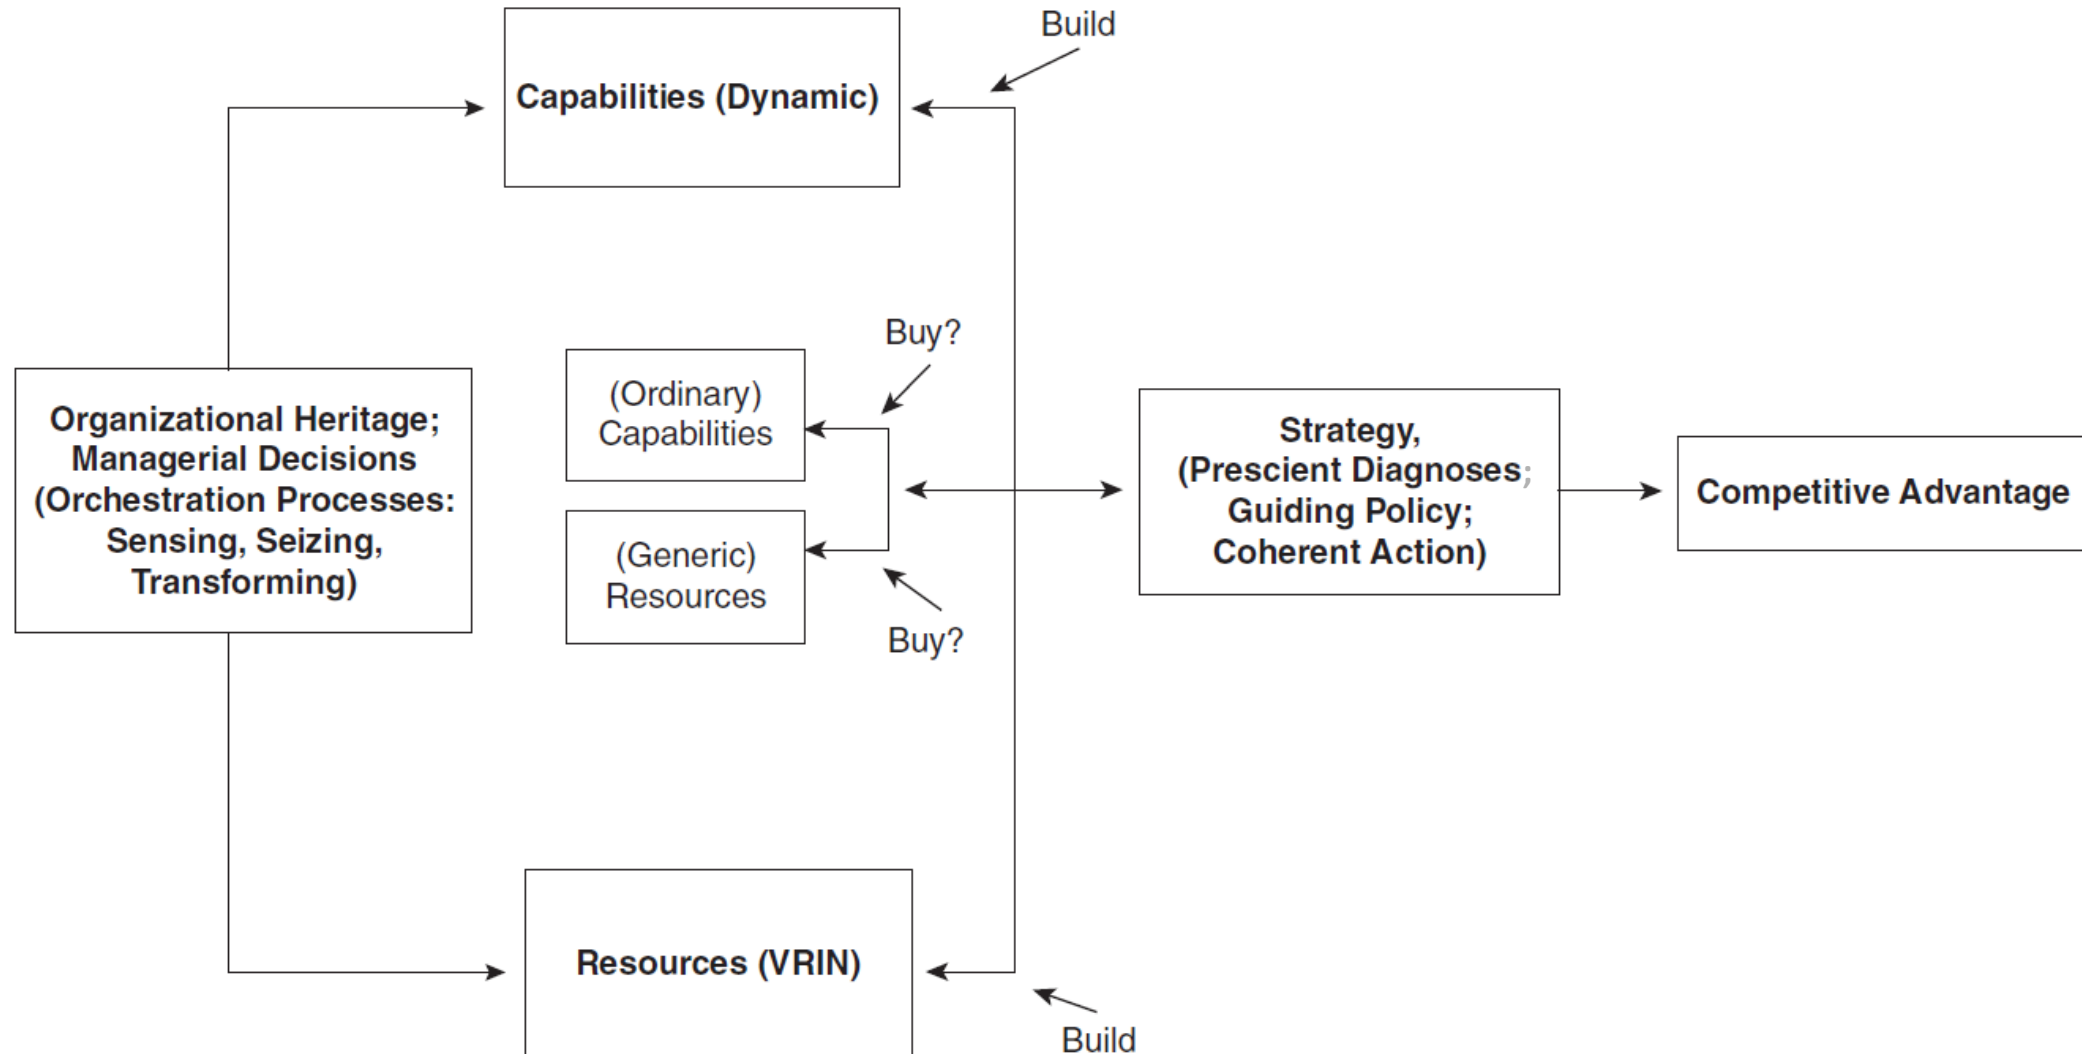 Build
Capabilities (Dynamic)
Buy?
(Ordinary)
Capabilities
Organizational Heritage;
Managerial Decisions
(Orchestration Processes:
Sensing, Seizing,
Transforming)
(Generic)
Resources
Buy?
Strategy,
(Prescient Diagnoses;
Guiding Policy;
Coherent Action)
Competitive Advantage
Resources (VRIN)
Build